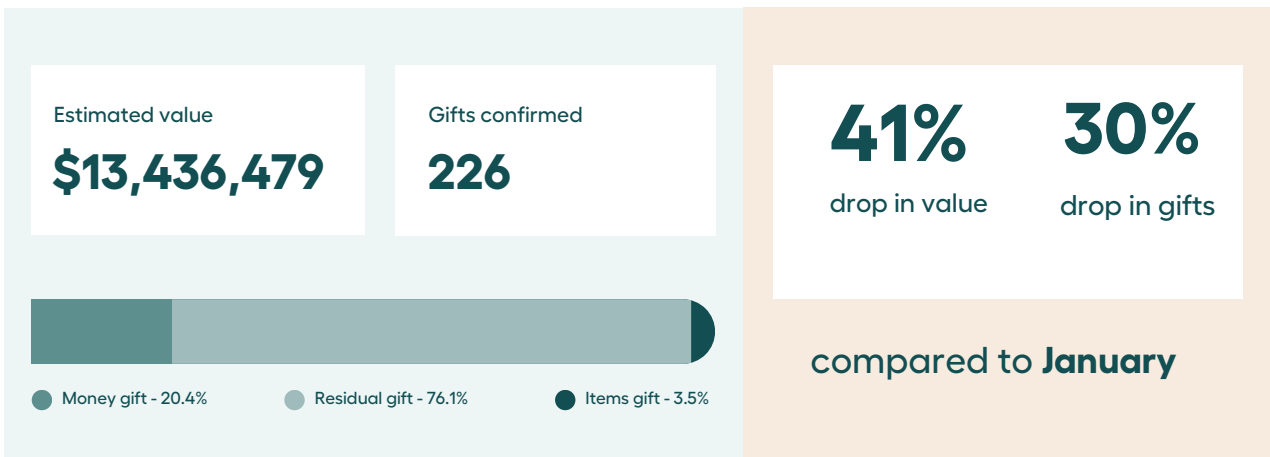 Estimated value
$13,436,479
Gifts confirmed
226
Money gift - 20.4%
Residual gift - 76.1%
Items gift - 3.5%
41%
drop in value
30%
drop in gifts
compared to January